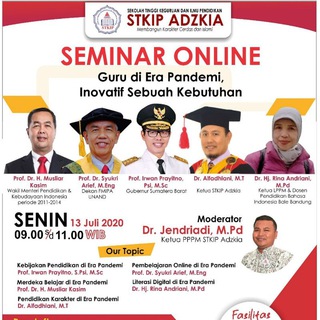 SEKOLAH TINGGI KEGURUAN DAN ILMU PENDIDIKAN
STKIP ADZKIA
Membangun Karakter Cerdas dan Islami
STKIP
SEMINAR ONLINE
Guru di Era Pandemi,
Inovatif Sebuah Kebutuhan
Prof. Dr. H. Musliar
Kasim
Wakil Menteri Pendidikan &
Kebudayaan Indonesia
periode 2011-2014
Prof. Dr. Syukri
Arief, M.Eng
Dekan FMIPA
UNAND
Prof. Irwan Prayitno,
Psi, M.Sc
Gubernur Sumatera Barat
Dr. Alfadhlani, M.T
Ketua STKIP Adzkia
Dr. Hj. Rina Andriani,
M.Pd
Ketua LPPM & Dosen
Pendidikan Bahasa
Indonesia Bale Bandung
SENIN 13 Juli 2020
09.00 s/d 11.00 WIB
Moderator
Dr. Jendriadi, M.Pd
Ketua PPPM STKIP Adzkia
Our Topic
Kebijakan Pendidikan di Era Pandemi
Prof. Irwan Prayitno, S.Psi, M.Sc
Merdeka Belajar di Era Pandemi
Prof. Dr. H. Musliar Kasim
Pendidikan Karakter di Era Pandemi
Dr. Alfadhlani, M.T
Pembelajaran Online di Era Pandemi
Prof. Dr. Syukri Arief, M.Eng
Literasi Digital di Era Pandemi
Dr. Hj. Rina Andriani, M.Pd
Fasilitas